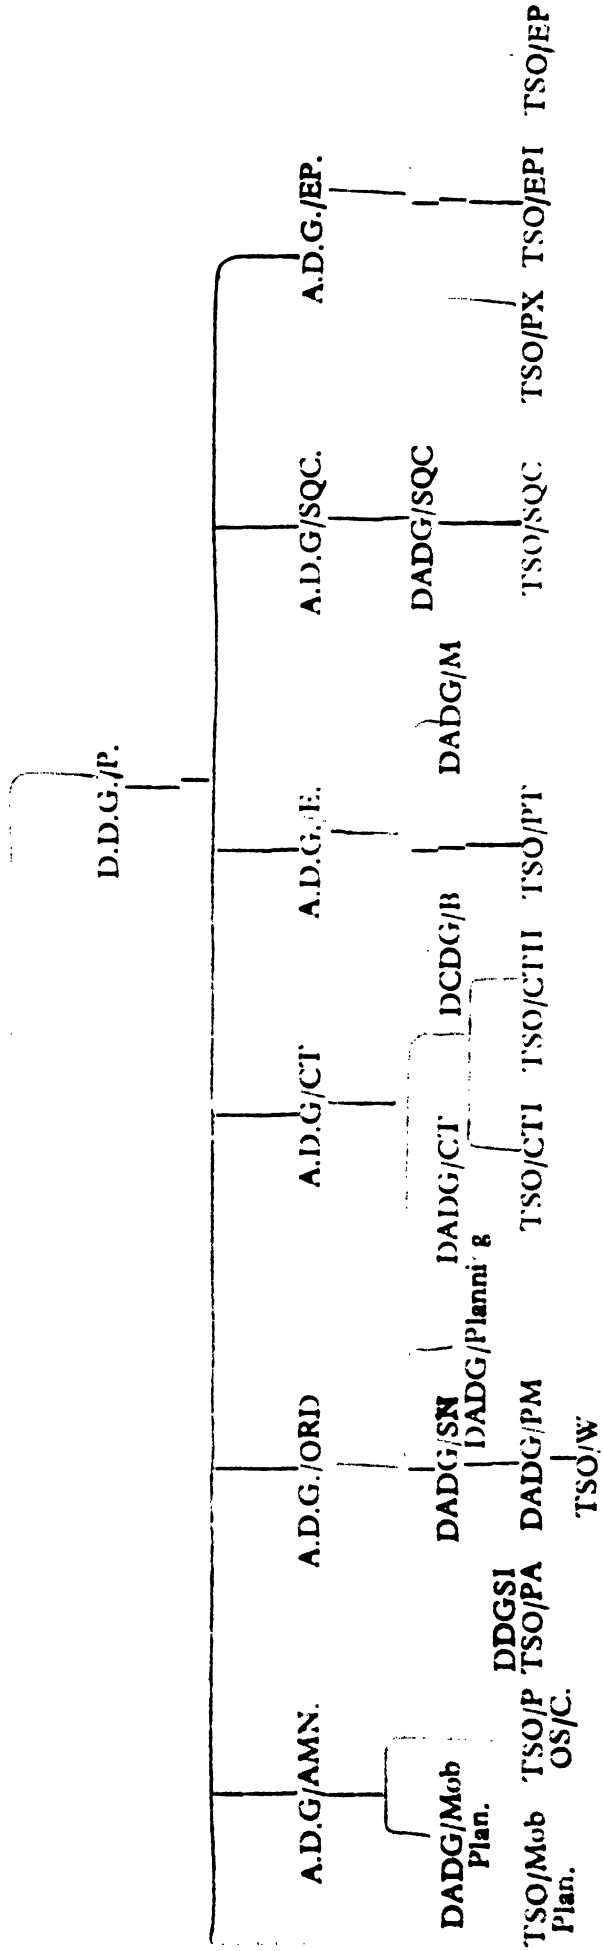 D.D.G./P.
A.D.G/AMN.
A.D.G./ORD
A.D.G/CT
A.D.G./E.
A.D.G/SQC.
A.D.G./EP.
DADG/Mob
Plan.
DADG/SN
DADG/Planni g
DADG/CT
DCDG/B
DADG/M
DADG/SQC
TSO/Mob
Plan.
TSO/P
OS/C.
DDGSI
TSO/PA
DADG/PM
TSO/W
TSO/CTI
TSO/CTII
TSO/PT
TSO/SQC
TSO/PX
TSO/EPI
TSO/EP